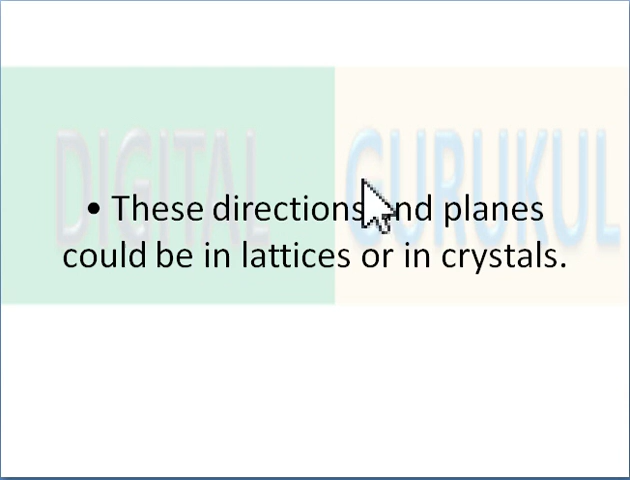 DIGITAL GURUKUL
• These directions and planes
could be in lattices or in crystals.